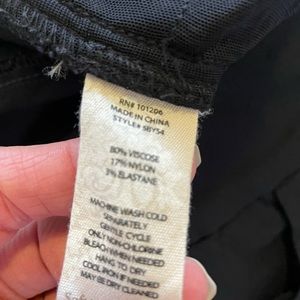 RN# 101206
MADE IN CHINA
STYLE# SBY54
80% VISCOSE
17% NYLON
3% ELASTANE
MACHINE WASH COLD
SEPARATELY
GENTLE CYCLE
ONLY NON-CHLORINE
BLEACH WHEN NEEDED
HANG TO DRY
COOL IRON IF NEEDED
MAY BE DRY CLEANED